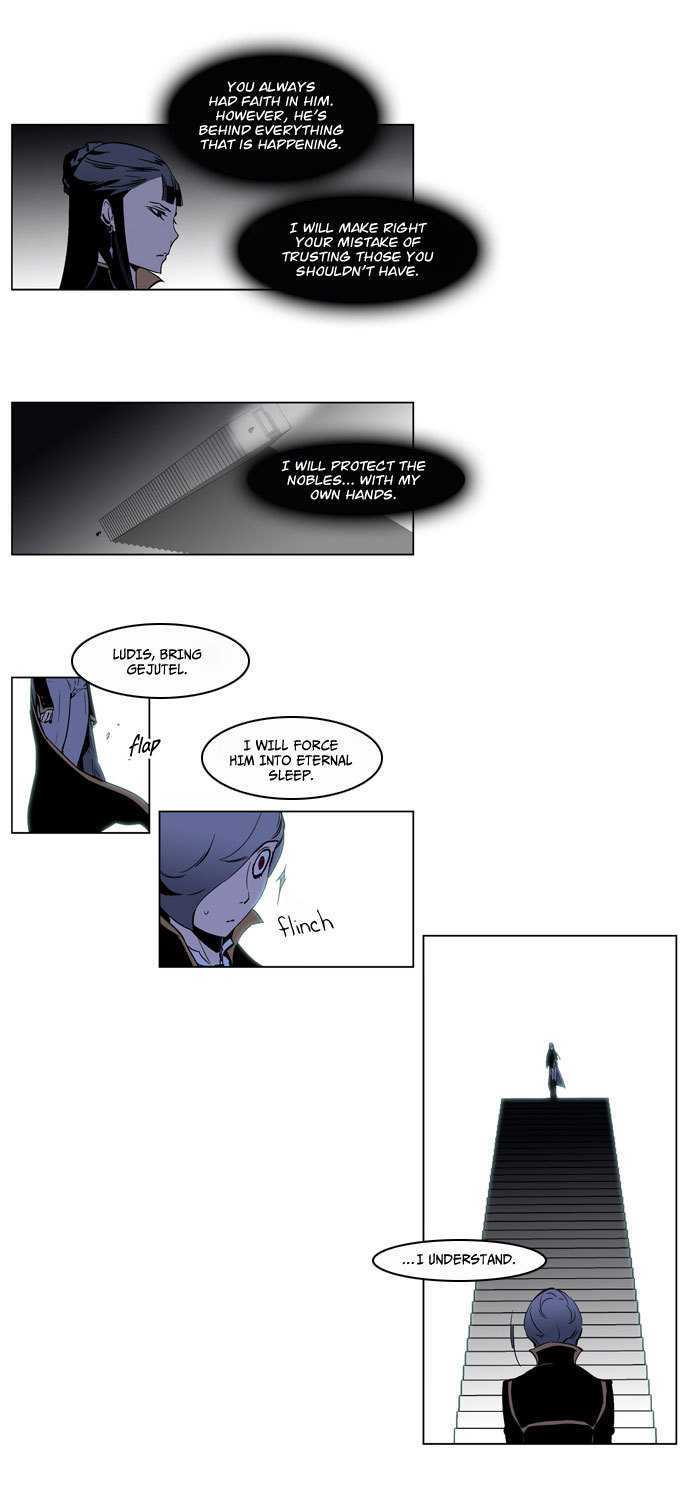 YOU ALWAYS
HAD FAITH IN HIM.
HOWEVER, HE'S
BEHIND EVERYTHING
THAT IS HAPPENING.
I WILL MAKE RIGHT
YOUR MISTAKE OF
TRUSTING THOSE YOU
SHOULDN'T HAVE.
I WILL PROTECT THE
NOBLES... WITH MY
OWN HANDS.
LUDIS, BRING
GEJUTEL.
flap
I WILL FORCE
HIM INTO ETERNAL
SLEEP.
flinch
...I UNDERSTAND.